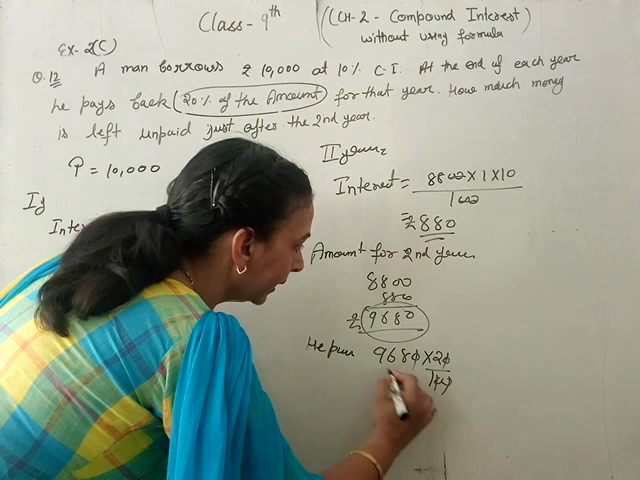 Class - 9th
(CH-2 - Compound Interest)
without using formula
Ex-2(C)
Q.12 A man borrows ₹ 10,000 at 10% C.I. At the end of each year
he pays back 20% of the Amount for that year. How much money
is left unpaid just after the 2nd year.
P = 10,000
Iy
Inte
II year
Interest = 8800 x 1 x 10
100
= ₹ 880
Amount for 2nd year
8800
880
₹ 9680
He pays 9680 x 20
100